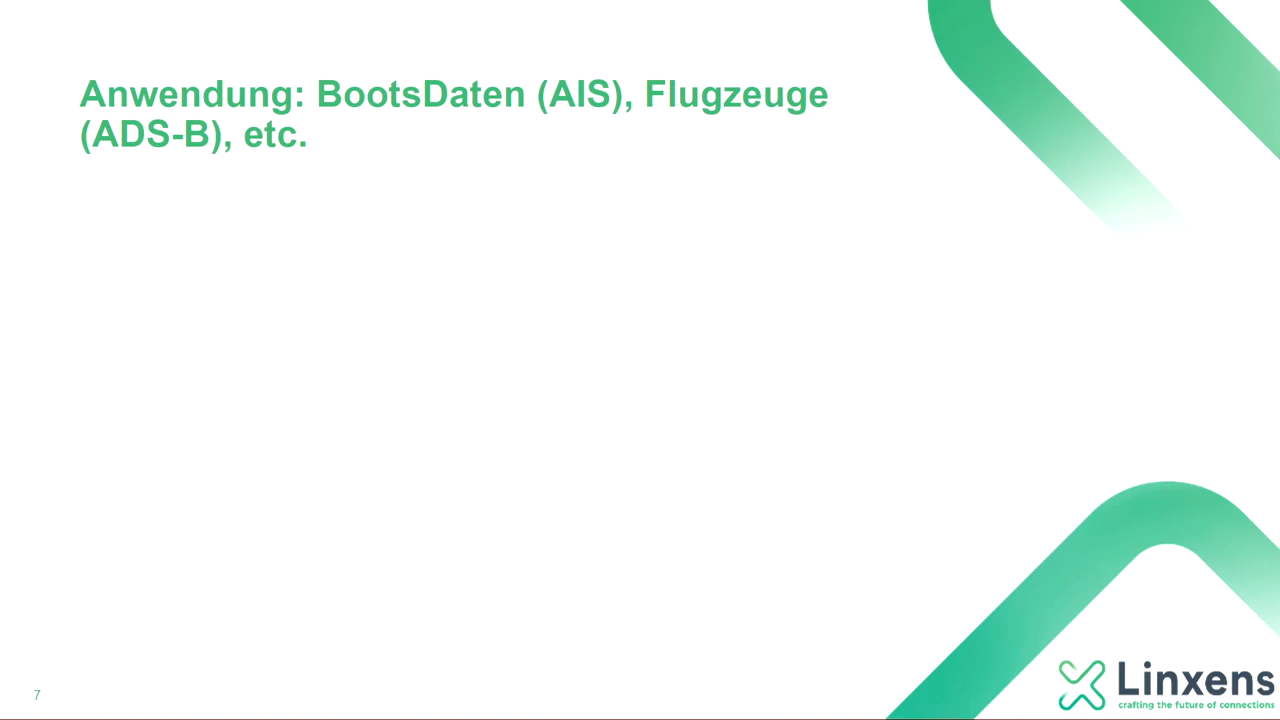 Anwendung: BootsDaten (AIS), Flugzeuge
(ADS-B), etc.
7
Linxens
crafting the future of connections